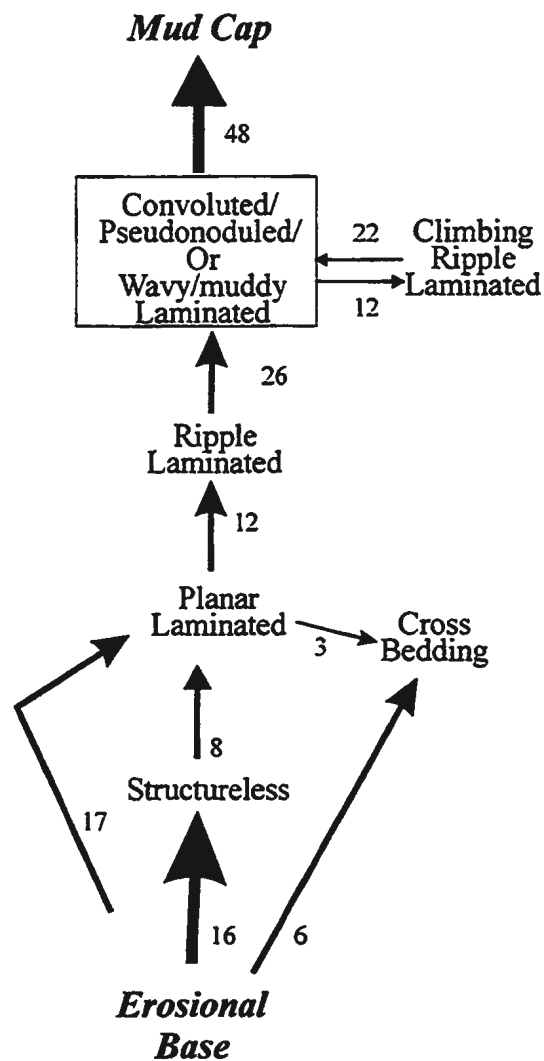 Mud Cap
48
Convoluted/
Pseudonoduled/
Or
Wavy/muddy
Laminated
22
Climbing
Ripple
Laminated
12
26
Ripple
Laminated
12
Planar
Laminated
3
Cross
Bedding
8
Structureless
17
16
6
Erosional
Base